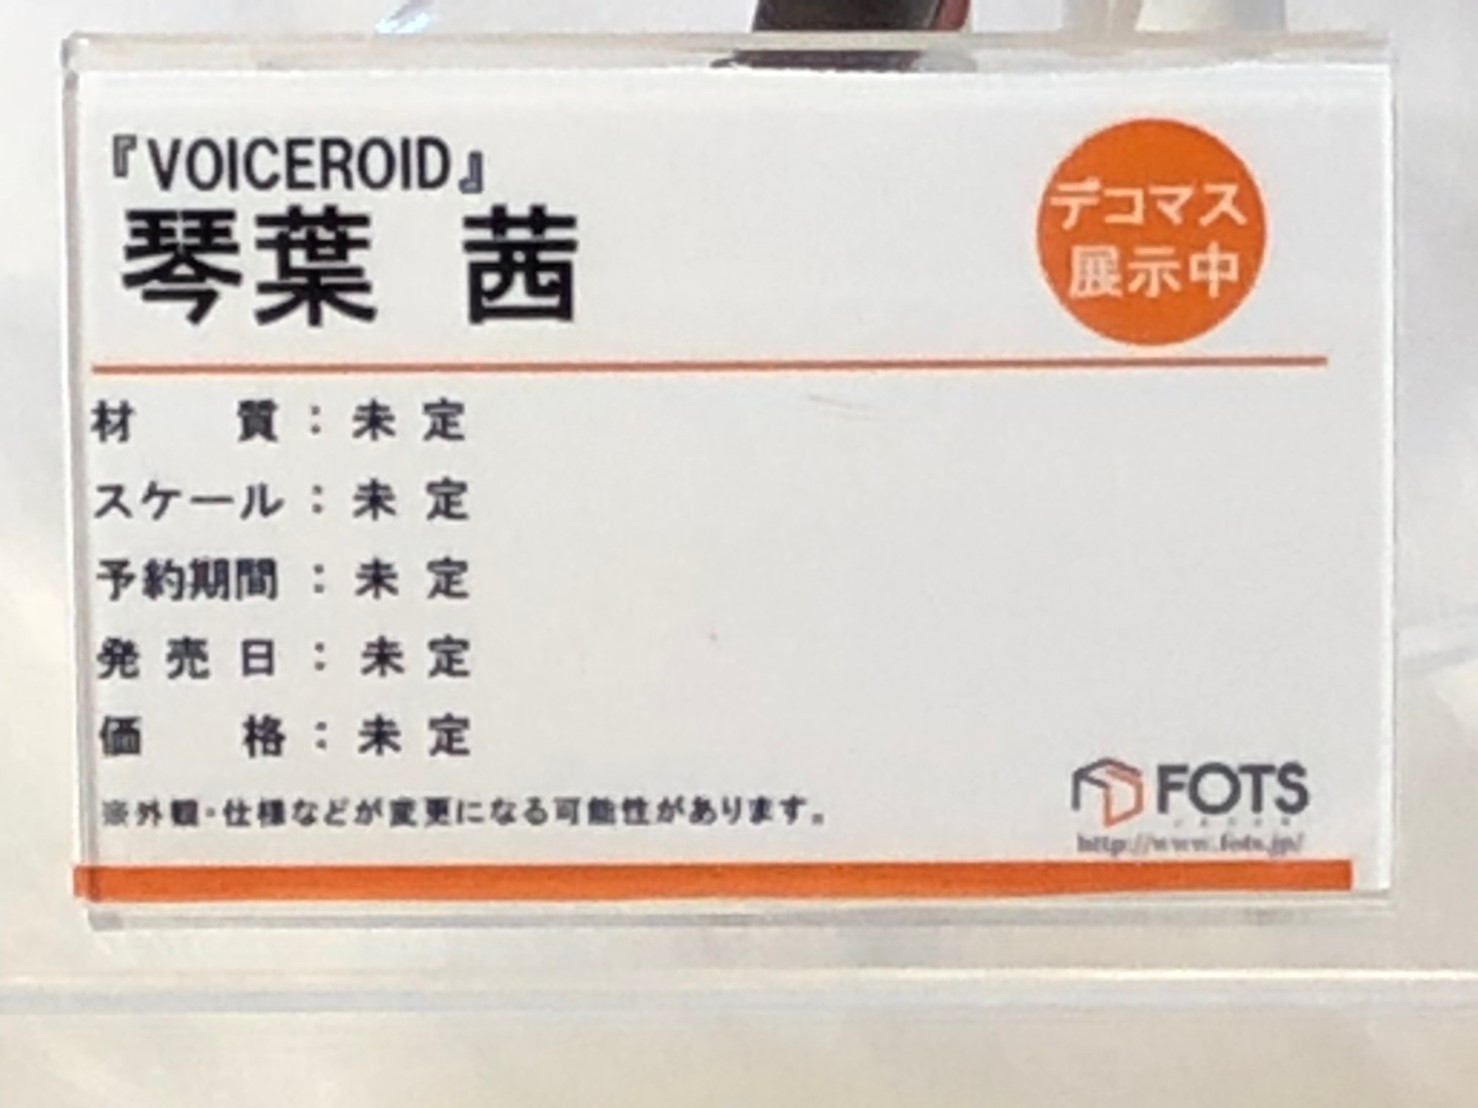 『VOICEROID』
琴葉 茜
デコマス
展示中
材質:未定
スケール:未定
予約期間:未定
発売日:未定
価格:未定
※外観・仕様などが変更になる可能性があります。
FOTS
http://www.fots.jp/